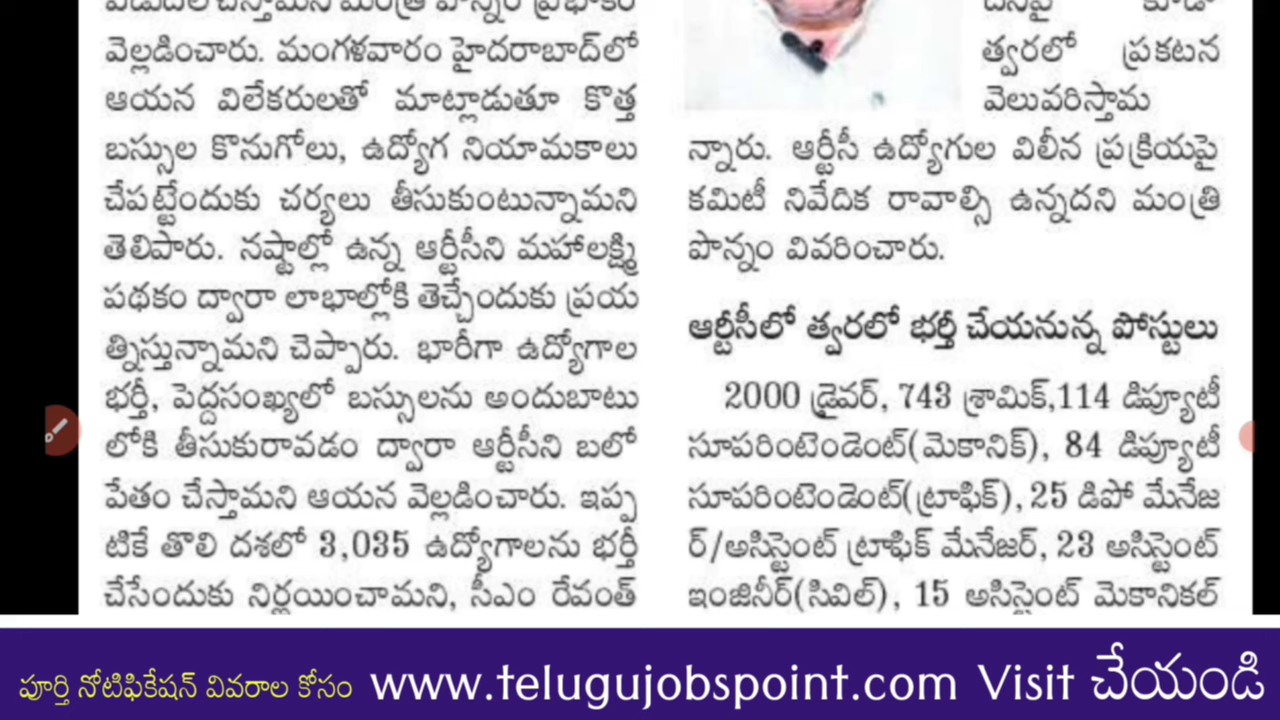 విడుదల చేస్తామని మంత్రి పొన్నం ప్రభాకర్
వెల్లడించారు. మంగళవారం హైదరాబాద్‌లో
ఆయన విలేకరులతో మాట్లాడుతూ కొత్త
బస్సుల కొనుగోలు, ఉద్యోగ నియామకాలు
చేపట్టేందుకు చర్యలు తీసుకుంటున్నామని
తెలిపారు. నష్టాల్లో ఉన్న ఆర్టీసీని మహాలక్ష్మి
పథకం ద్వారా లాభాల్లోకి తెచ్చేందుకు ప్రయ
త్నిస్తున్నామని చెప్పారు. భారీగా ఉద్యోగాల
భర్తీ, పెద్దసంఖ్యలో బస్సులను అందుబాటు
లోకి తీసుకురావడం ద్వారా ఆర్టీసీని బలో
పేతం చేస్తామని ఆయన వెల్లడించారు. ఇప్ప
టికే తొలి దశలో 3,035 ఉద్యోగాలను భర్తీ
చేసేందుకు నిర్ణయించామని, సీఎం రేవంత్
దీనిపై కూడా
త్వరలో ప్రకటన
వెలువరిస్తామ
న్నారు. ఆర్టీసీ ఉద్యోగుల విలీన ప్రక్రియపై
కమిటీ నివేదిక రావాల్సి ఉన్నదని మంత్రి
పొన్నం వివరించారు.
ఆర్టీసీలో త్వరలో భర్తీ చేయనున్న పోస్టులు
2000 డ్రైవర్, 743 శ్రామిక్,114 డిప్యూటీ
సూపరింటెండెంట్(మెకానిక్), 84 డిప్యూటీ
సూపరింటెండెంట్(ట్రాఫిక్), 25 డిపో మేనేజ
ర్/అసిస్టెంట్ ట్రాఫిక్ మేనేజర్, 23 అసిస్టెంట్
ఇంజినీర్(సివిల్), 15 అసిస్టెంట్ మెకానికల్
పూర్తి నోటిఫికేషన్ వివరాల కోసం www.telugujobspoint.com Visit చేయండి